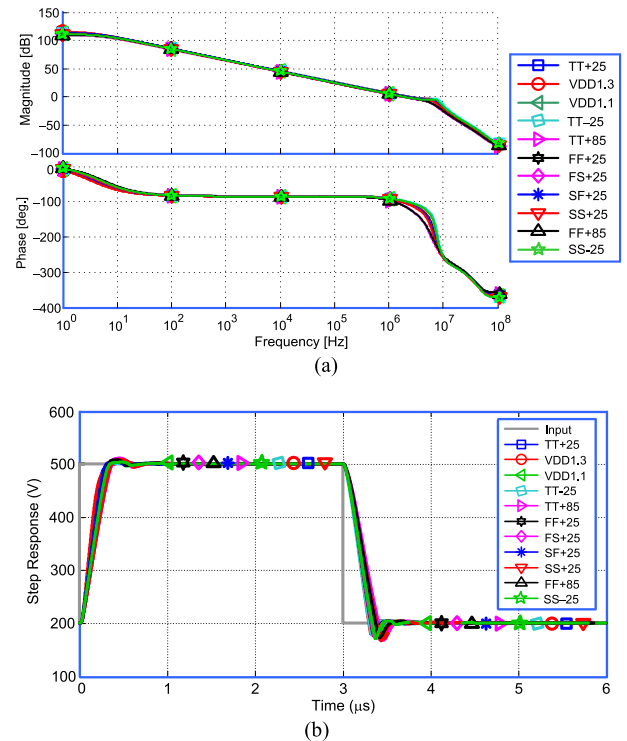 150
100
50
0
−50
−100
Magnitude [dB]
0
−100
−200
−300
−400
Phase [deg.]
10^0
10^1
10^2
10^3
10^4
10^5
10^6
10^7
10^8
Frequency [Hz]
TT+25
VDD1.3
VDD1.1
TT−25
TT+85
FF+25
FS+25
SF+25
SS+25
FF+85
SS-25
(a)
600
500
400
300
200
100
Step Response (V)
0
1
2
3
4
5
6
Time (μs)
Input
TT+25
VDD1.3
VDD1.1
TT-25
TT+85
FF+25
FS+25
SF+25
SS+25
FF+85
SS−25
(b)